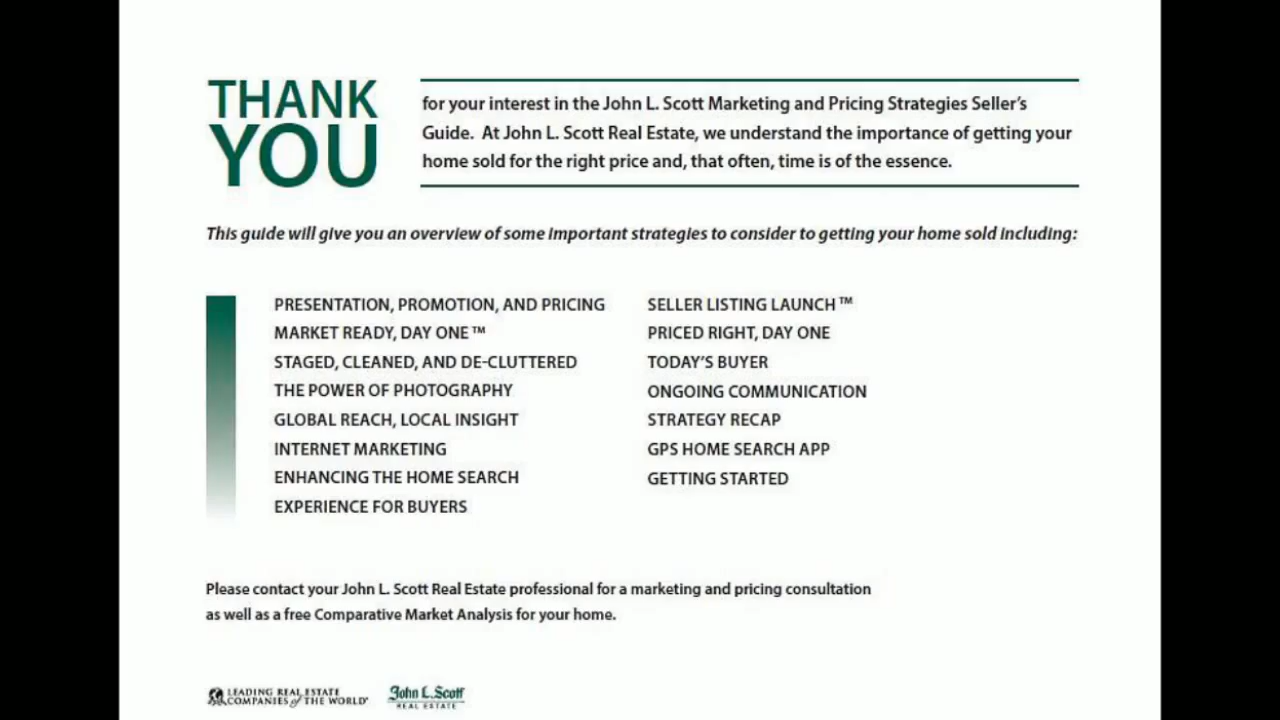 THANK
YOU
for your interest in the John L. Scott Marketing and Pricing Strategies Seller's
Guide.  At John L. Scott Real Estate, we understand the importance of getting your
home sold for the right price and, that often, time is of the essence.
This guide will give you an overview of some important strategies to consider to getting your home sold including:
PRESENTATION, PROMOTION, AND PRICING
MARKET READY, DAY ONE™
STAGED, CLEANED, AND DE-CLUTTERED
THE POWER OF PHOTOGRAPHY
GLOBAL REACH, LOCAL INSIGHT
INTERNET MARKETING
ENHANCING THE HOME SEARCH
EXPERIENCE FOR BUYERS
SELLER LISTING LAUNCH™
PRICED RIGHT, DAY ONE
TODAY'S BUYER
ONGOING COMMUNICATION
STRATEGY RECAP
GPS HOME SEARCH APP
GETTING STARTED
Please contact your John L. Scott Real Estate professional for a marketing and pricing consultation
as well as a free Comparative Market Analysis for your home.
LEADING REAL ESTATE
COMPANIES of THE WORLD®
John L. Scott
REAL ESTATE